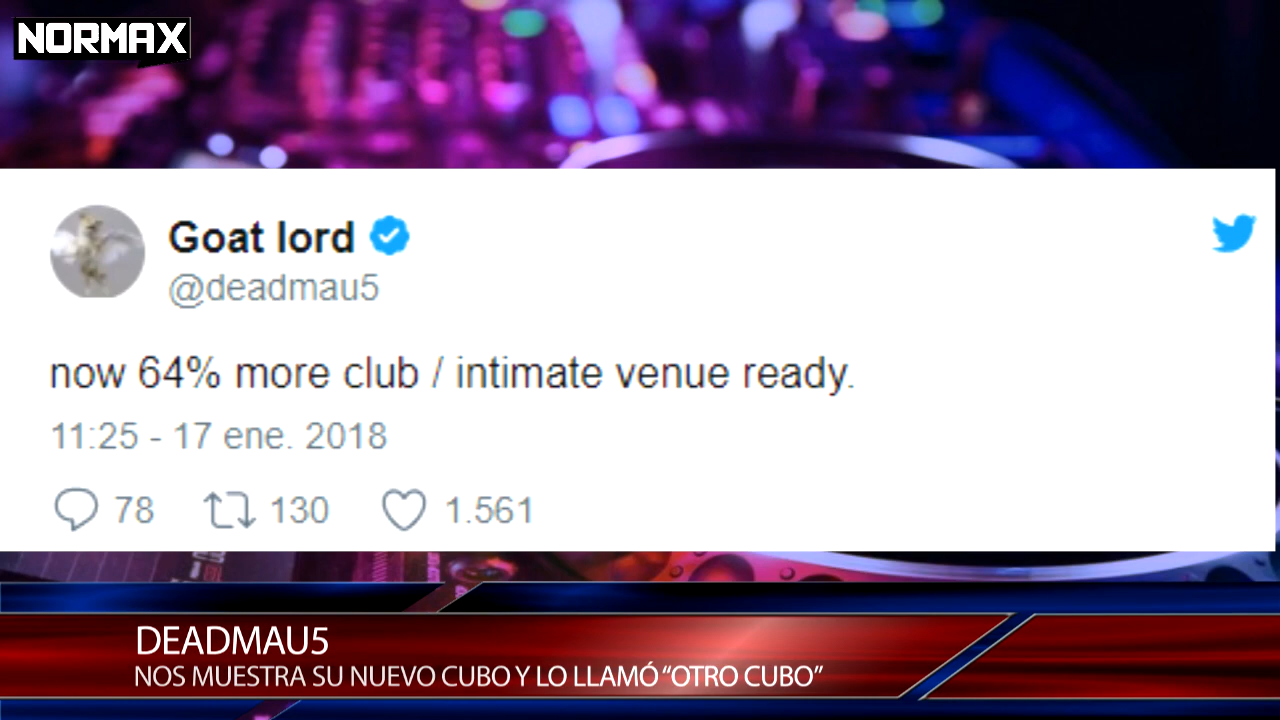 NORMAX
Goat lord
@deadmau5
now 64% more club / intimate venue ready.
11:25 - 17 ene. 2018
78 130 1.561
DEADMAU5
NOS MUESTRA SU NUEVO CUBO Y LO LLAMÓ “OTRO CUBO”